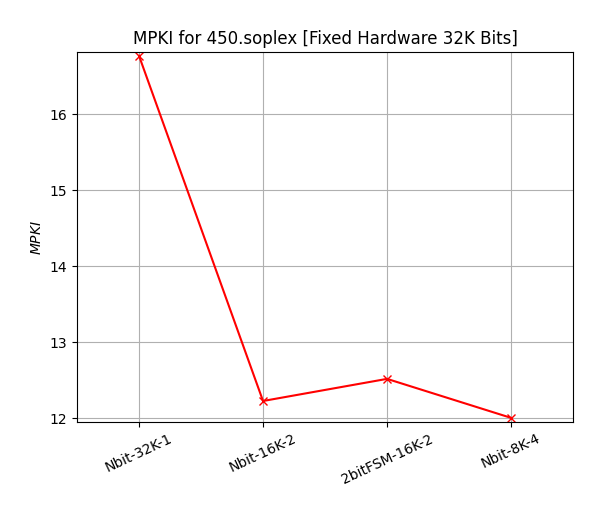 MPKI for 450.soplex [Fixed Hardware 32K Bits]
MPKI
16
15
14
13
12
Nbit-32K-1
Nbit-16K-2
2bitFSM-16K-2
Nbit-8K-4